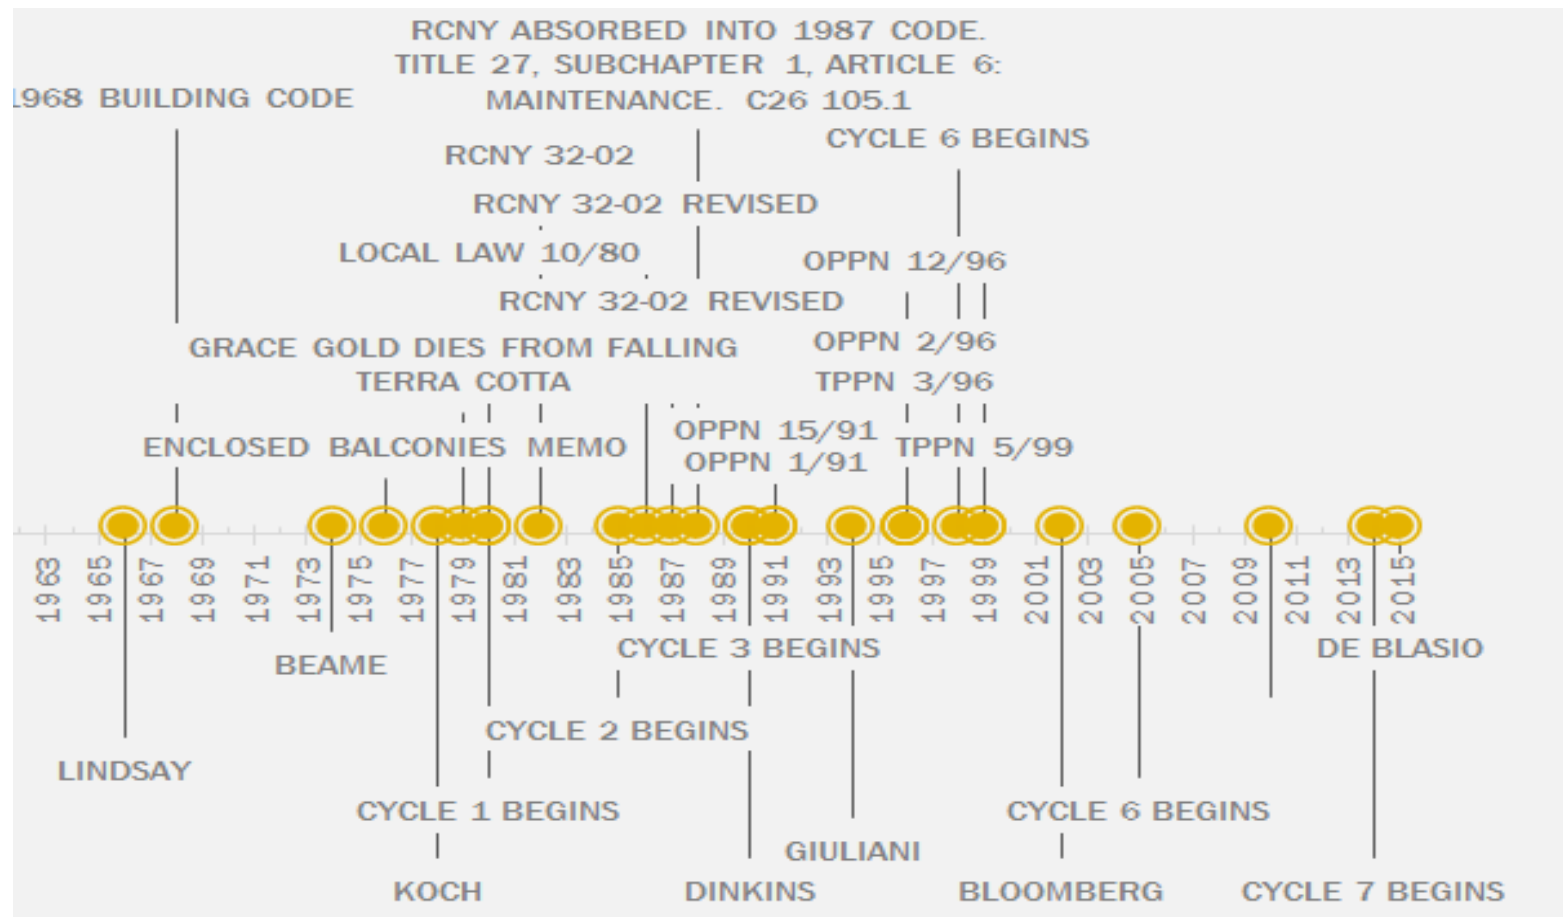 RCNY ABSORBED INTO 1987 CODE.
TITLE 27, SUBCHAPTER 1, ARTICLE 6:
MAINTENANCE. C26 105.1
1968 BUILDING CODE
CYCLE 6 BEGINS
RCNY 32-02
RCNY 32-02 REVISED
LOCAL LAW 10/80
OPPN 12/96
RCNY 32-02 REVISED
GRACE GOLD DIES FROM FALLING
TERRA COTTA
OPPN 2/96
TPPN 3/96
ENCLOSED BALCONIES MEMO
OPPN 15/91
OPPN 1/91
TPPN 5/99
1963
1965
1967
1969
1971
1973
1975
1977
1979
1981
1983
1985
1987
1989
1991
1993
1995
1997
1999
2001
2003
2005
2007
2009
2011
2013
2015
CYCLE 3 BEGINS
DE BLASIO
BEAME
CYCLE 2 BEGINS
LINDSAY
CYCLE 1 BEGINS
CYCLE 6 BEGINS
GIULIANI
KOCH
DINKINS
BLOOMBERG
CYCLE 7 BEGINS